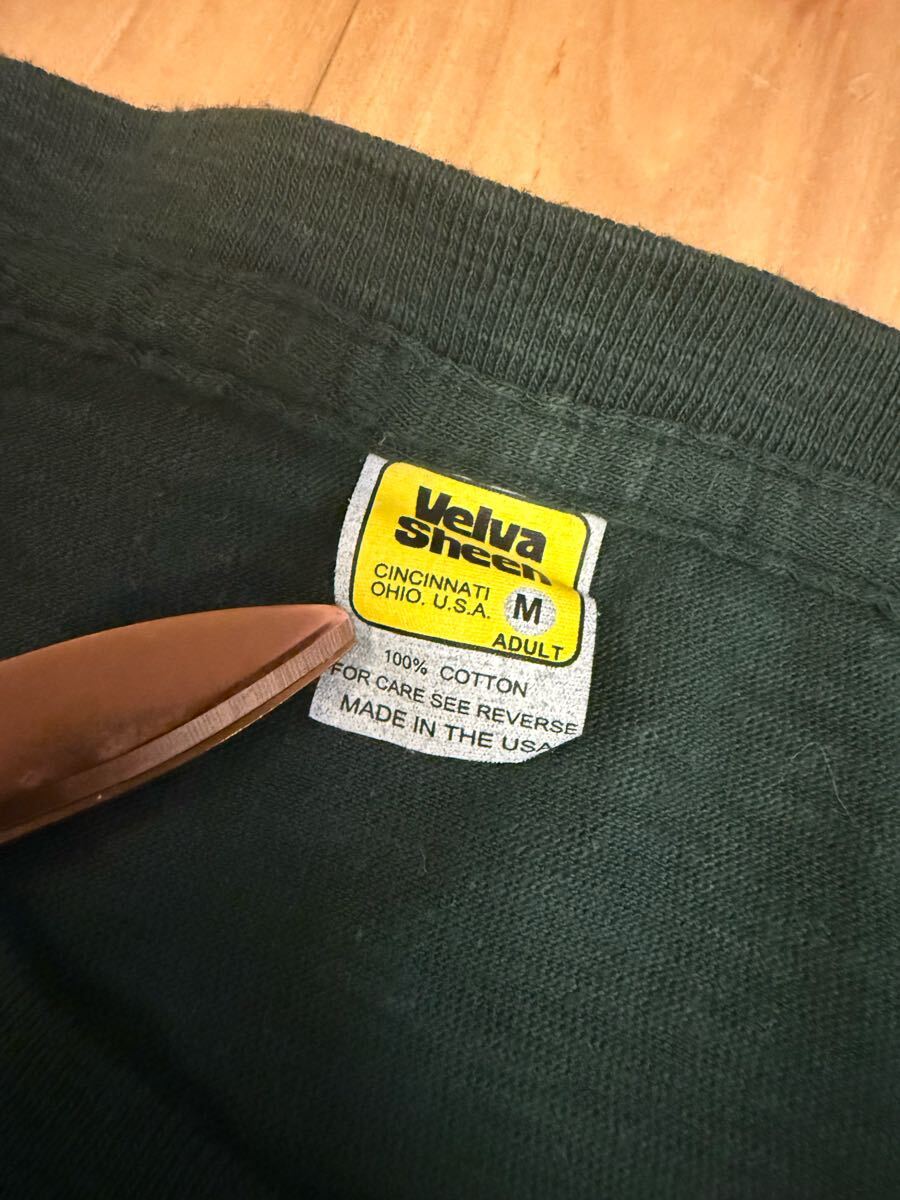 Velva
Sheen
CINCINNATI
OHIO. U.S.A. M
ADULT
100% COTTON
FOR CARE SEE REVERSE
MADE IN THE USA